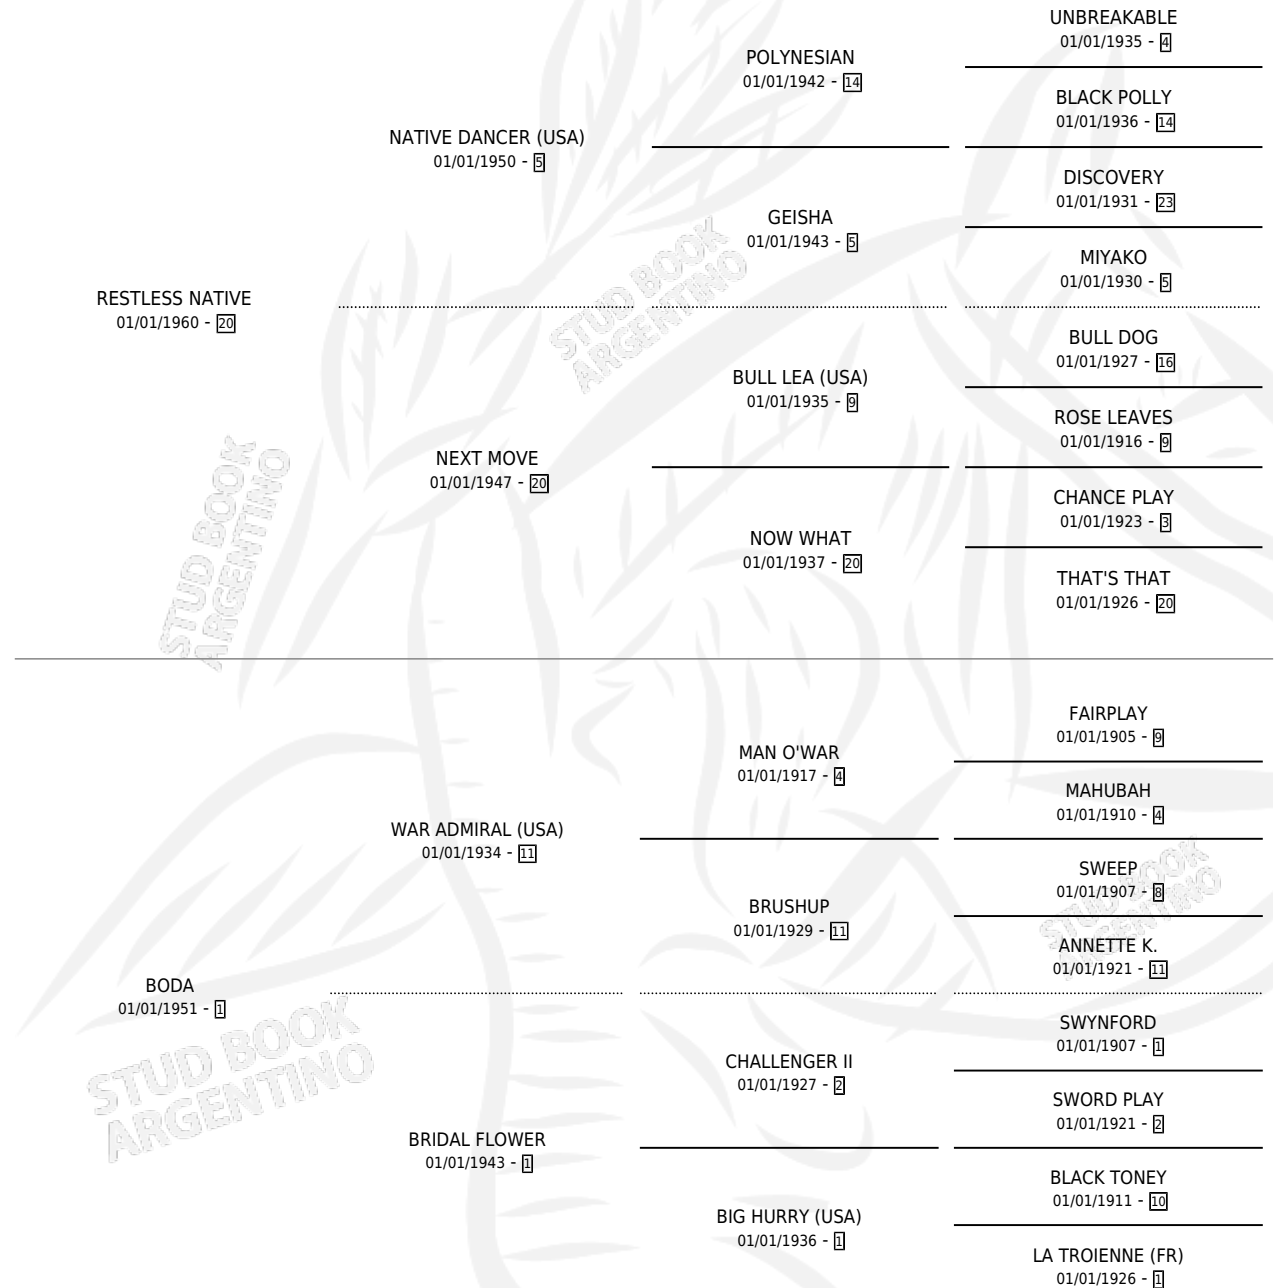 UNBREAKABLE
01/01/1935 - 4
POLYNESIAN
01/01/1942 - 14
BLACK POLLY
01/01/1936 - 14
NATIVE DANCER (USA)
01/01/1950 - 5
DISCOVERY
01/01/1931 - 23
GEISHA
01/01/1943 - 5
MIYAKO
01/01/1930 - 5
RESTLESS NATIVE
01/01/1960 - 20
STUD BOOK
ARGENTINO
BULL DOG
01/01/1927 - 16
BULL LEA (USA)
01/01/1935 - 9
ROSE LEAVES
01/01/1916 - 9
NEXT MOVE
01/01/1947 - 20
CHANCE PLAY
01/01/1923 - 3
NOW WHAT
01/01/1937 - 20
THAT'S THAT
01/01/1926 - 20
STUD BOOK
ARGENTINO
FAIRPLAY
01/01/1905 - 9
MAN O'WAR
01/01/1917 - 4
MAHUBAH
01/01/1910 - 4
WAR ADMIRAL (USA)
01/01/1934 - 11
SWEEP
01/01/1907 - 8
BRUSHUP
01/01/1929 - 11
ANNETTE K.
01/01/1921 - 11
STUD BOOK
ARGENTINO
BODA
01/01/1951 - 1
SWYNFORD
01/01/1907 - 1
CHALLENGER II
01/01/1927 - 2
SWORD PLAY
01/01/1921 - 2
STUD BOOK
ARGENTINO
BRIDAL FLOWER
01/01/1943 - 1
BLACK TONEY
01/01/1911 - 10
BIG HURRY (USA)
01/01/1936 - 1
LA TROIENNE (FR)
01/01/1926 - 1